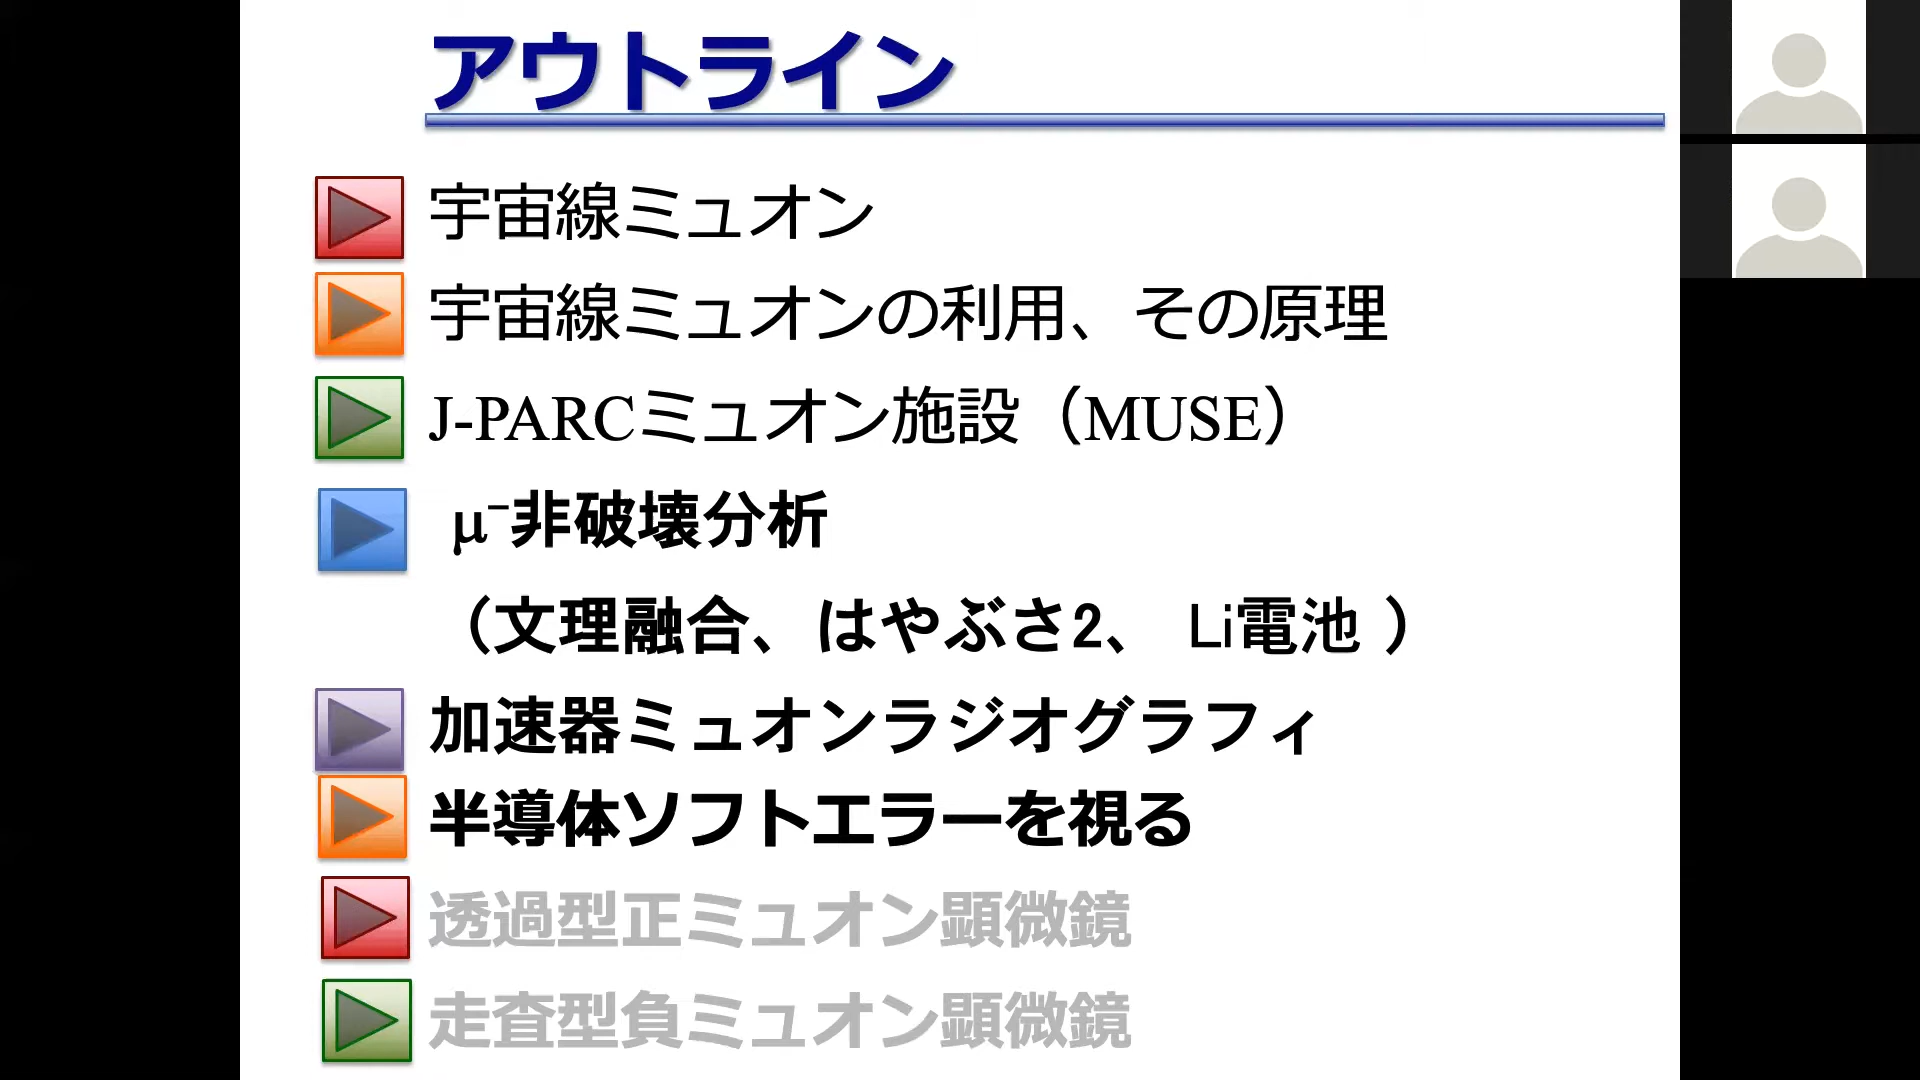 アウトライン
宇宙線ミュオン
宇宙線ミュオンの利用、その原理
J-PARCミュオン施設（MUSE）
μ⁻非破壊分析
（文理融合、はやぶさ2、 Li電池 ）
加速器ミュオンラジオグラフィ
半導体ソフトエラーを視る
透過型正ミュオン顕微鏡
走査型負ミュオン顕微鏡